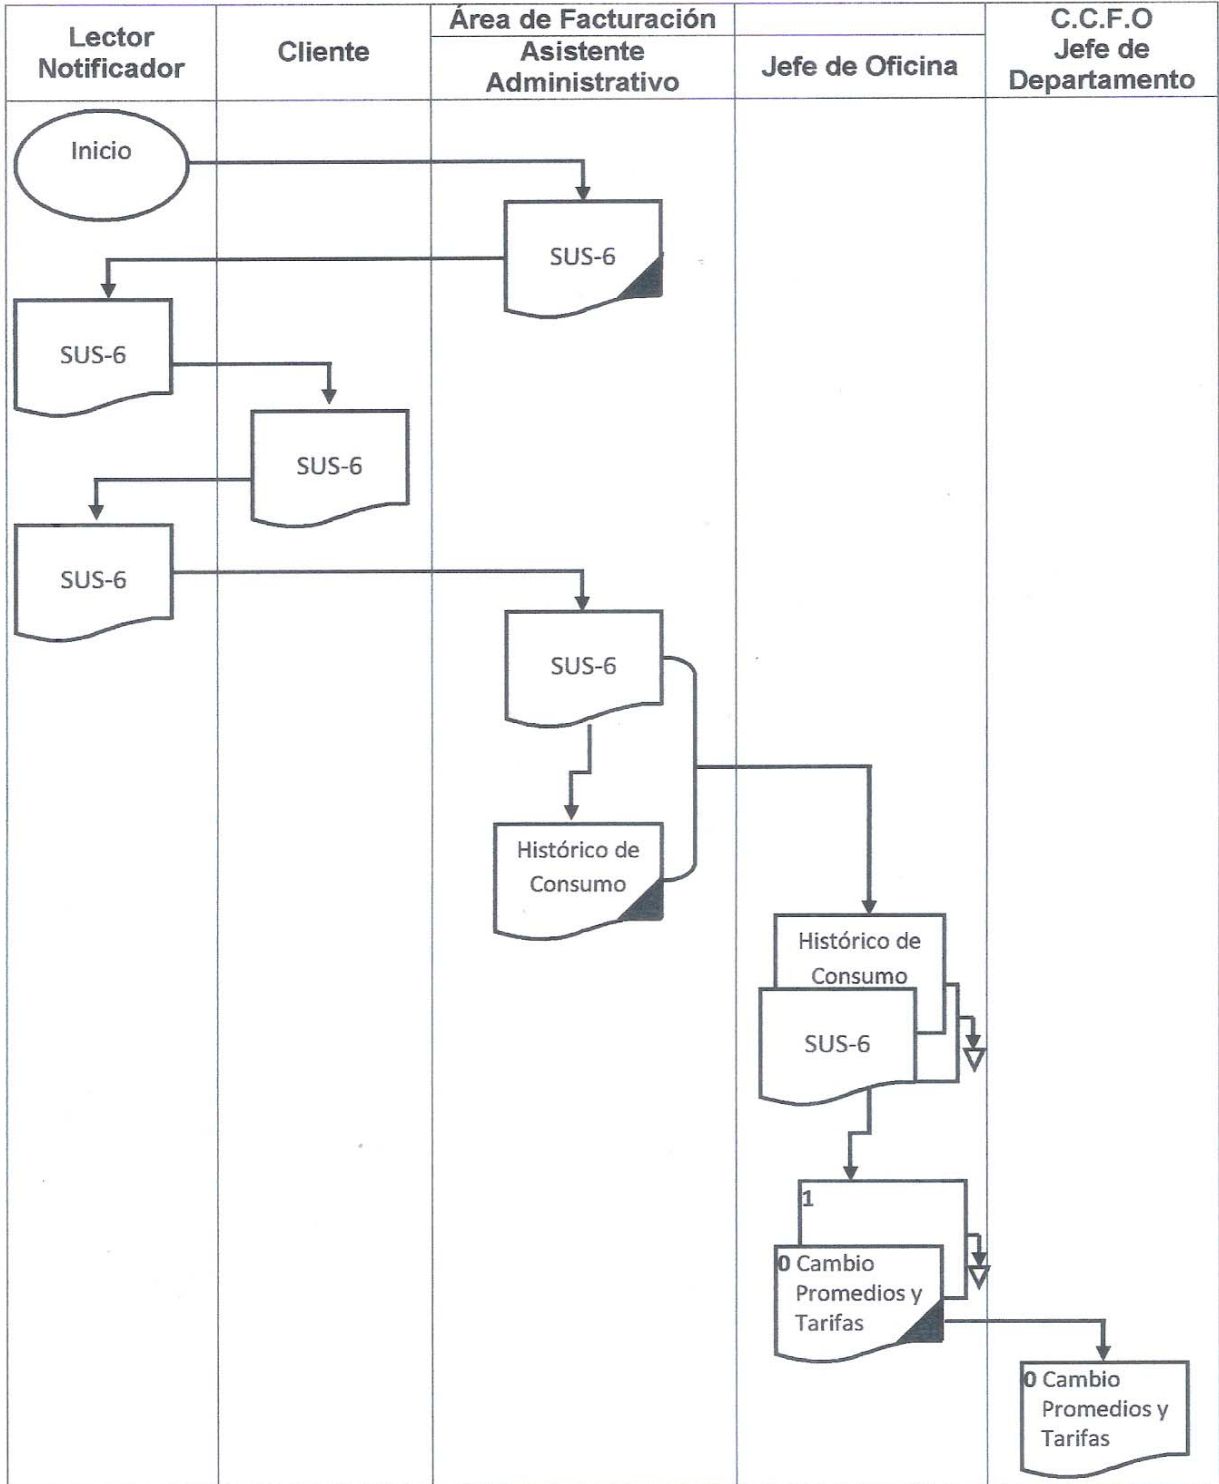 Lector
Notificador
Cliente
Área de Facturación
Asistente
Administrativo
Jefe de Oficina
C.C.F.O
Jefe de
Departamento
Inicio
SUS-6
SUS-6
SUS-6
SUS-6
SUS-6
Histórico de
Consumo
Histórico de
Consumo
SUS-6
1
0 Cambio
Promedios y
Tarifas
0 Cambio
Promedios y
Tarifas